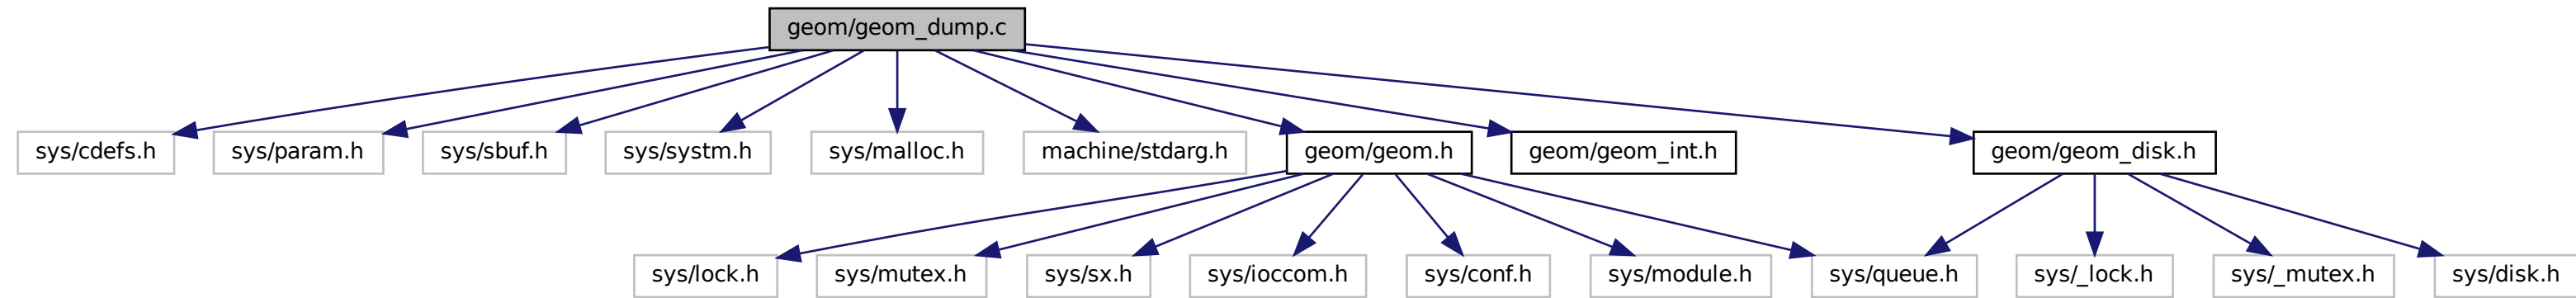 geom/geom_dump.c
sys/cdefs.h
sys/param.h
sys/sbuf.h
sys/systm.h
sys/malloc.h
machine/stdarg.h
geom/geom.h
geom/geom_int.h
geom/geom_disk.h
sys/lock.h
sys/mutex.h
sys/sx.h
sys/ioccom.h
sys/conf.h
sys/module.h
sys/queue.h
sys/_lock.h
sys/_mutex.h
sys/disk.h